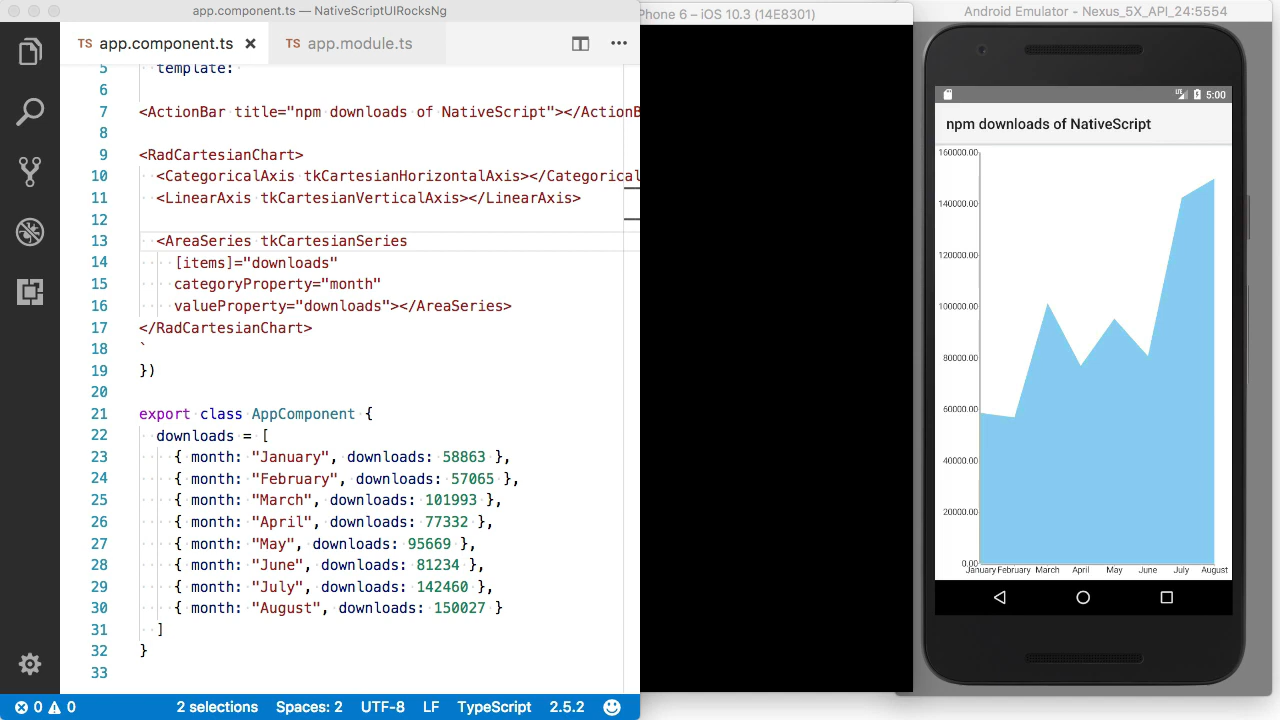 app.component.ts — NativeScriptUIRocksNg
TS app.component.ts ×
TS app.module.ts
5 template: `
6
7 <ActionBar title="npm downloads of NativeScript"></ActionB
8
9 <RadCartesianChart>
10 <CategoricalAxis tkCartesianHorizontalAxis></Categorical
11 <LinearAxis tkCartesianVerticalAxis></LinearAxis>
12
13 <AreaSeries tkCartesianSeries
14 [items]="downloads"
15 categoryProperty="month"
16 valueProperty="downloads"></AreaSeries>
17 </RadCartesianChart>
18 `
19 })
20
21 export class AppComponent {
22 downloads = [
23 { month: "January", downloads: 58863 },
24 { month: "February", downloads: 57065 },
25 { month: "March", downloads: 101993 },
26 { month: "April", downloads: 77332 },
27 { month: "May", downloads: 95669 },
28 { month: "June", downloads: 81234 },
29 { month: "July", downloads: 142460 },
30 { month: "August", downloads: 150027 }
31 ]
32 }
33
0 0 2 selections Spaces: 2 UTF-8 LF TypeScript 2.5.2
Phone 6 – iOS 10.3 (14E8301)
Android Emulator - Nexus_5X_API_24:5554
LTE 5:00
npm downloads of NativeScript
160000.00
140000.00
120000.00
100000.00
80000.00
60000.00
40000.00
20000.00
0.00
January February March April May June July August